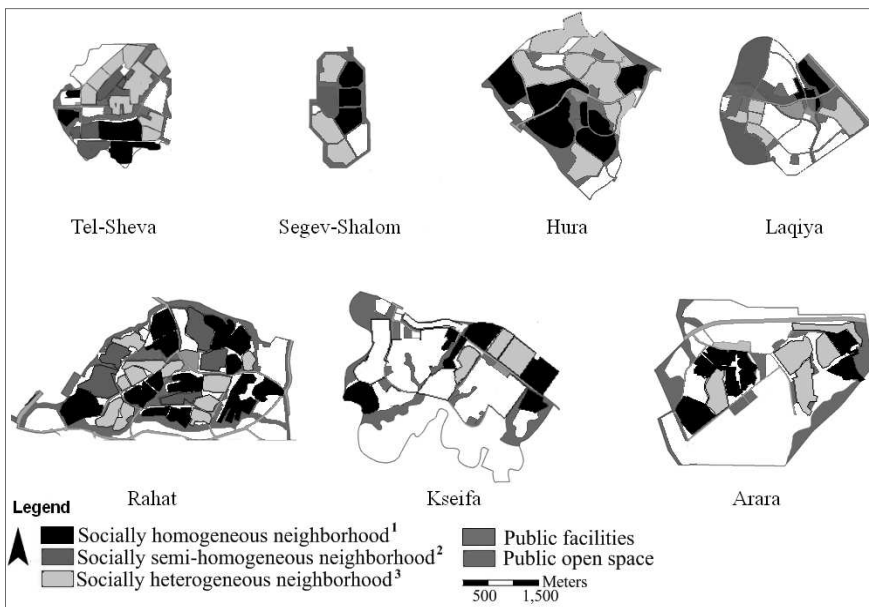 Tel-Sheva Segev-Shalom Hura Laqiya
Rahat Kseifa Arara
Legend
Socially homogeneous neighborhood1
Socially semi-homogeneous neighborhood2
Socially heterogeneous neighborhood3
Public facilities
Public open space
Meters
500 1,500